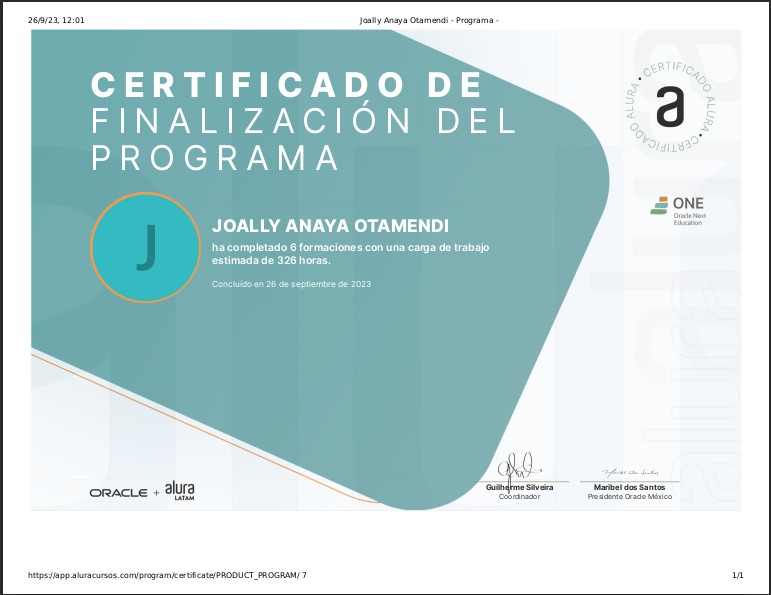 26/9/23, 12:01
Joally Anaya Otamendi - Programa -
CERTIFICADO DE
FINALIZACIÓN DEL
PROGRAMA
CERTIFICADO ALURA • CERTIFICADO ALURA •
a
ONE
Oracle Next
Education
J
JOALLY ANAYA OTAMENDI
ha completado 6 formaciones con una carga de trabajo
estimada de 326 horas.
Concluído en 26 de septiembre de 2023
ORACLE + alura
LATAM
Guilherme Silveira
Coordinador
Maribel dos Santos
Presidente Oracle México
https://app.aluracursos.com/program/certificate/PRODUCT_PROGRAM/ 7
1/1